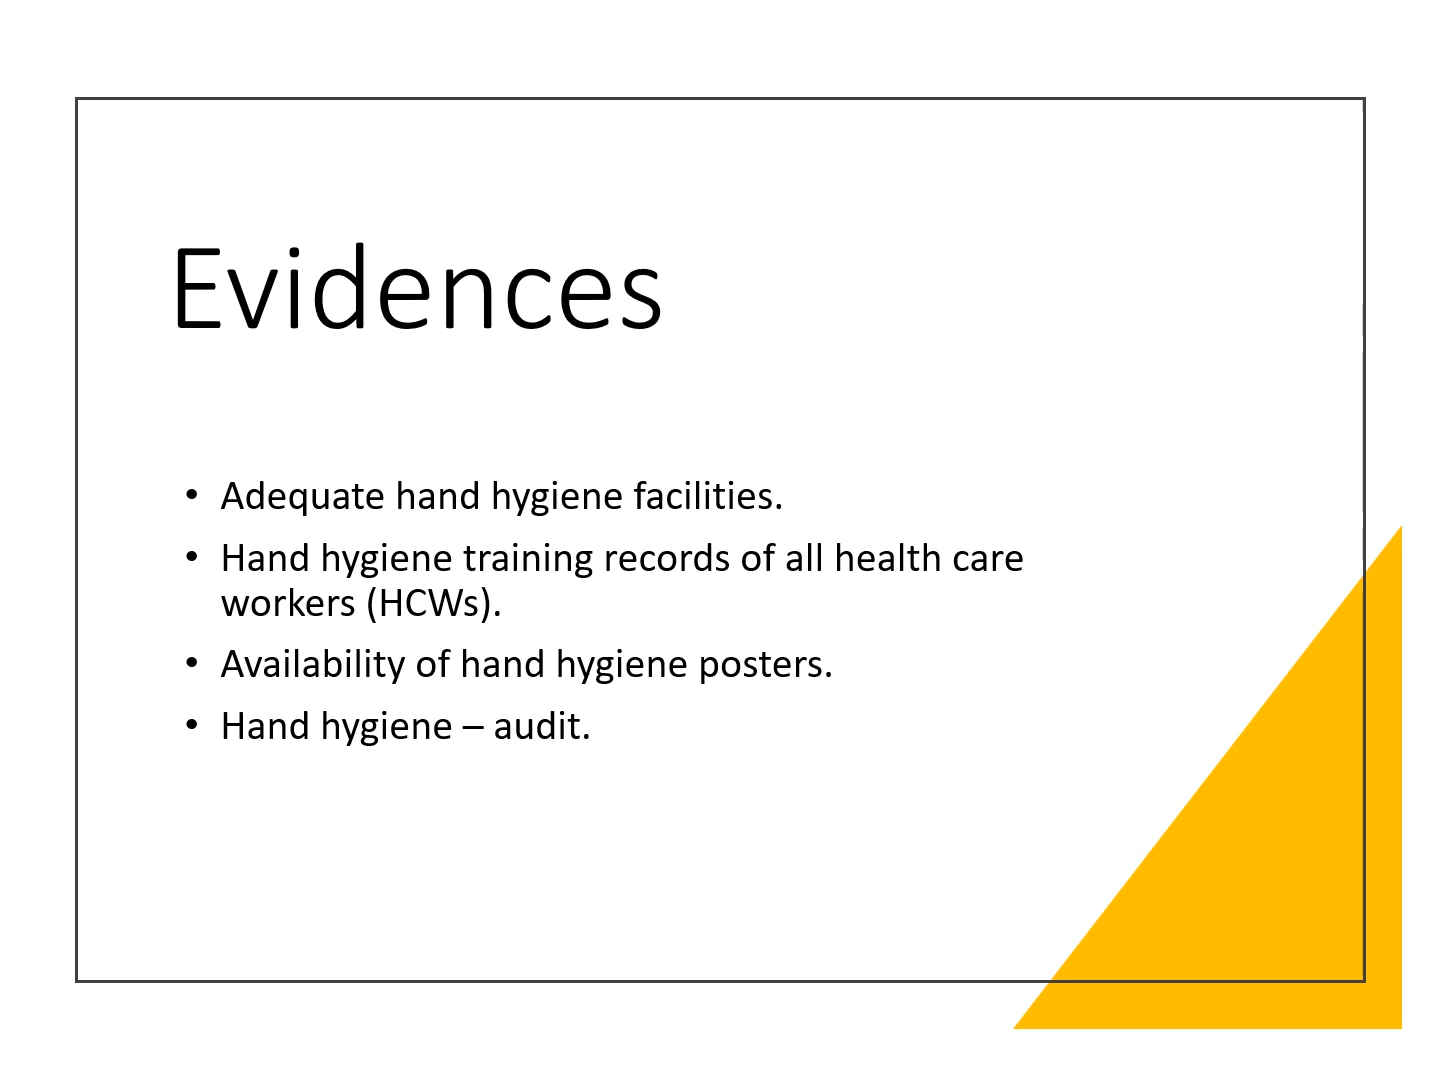 Evidences
• Adequate hand hygiene facilities.
• Hand hygiene training records of all health care
workers (HCWs).
• Availability of hand hygiene posters.
• Hand hygiene – audit.